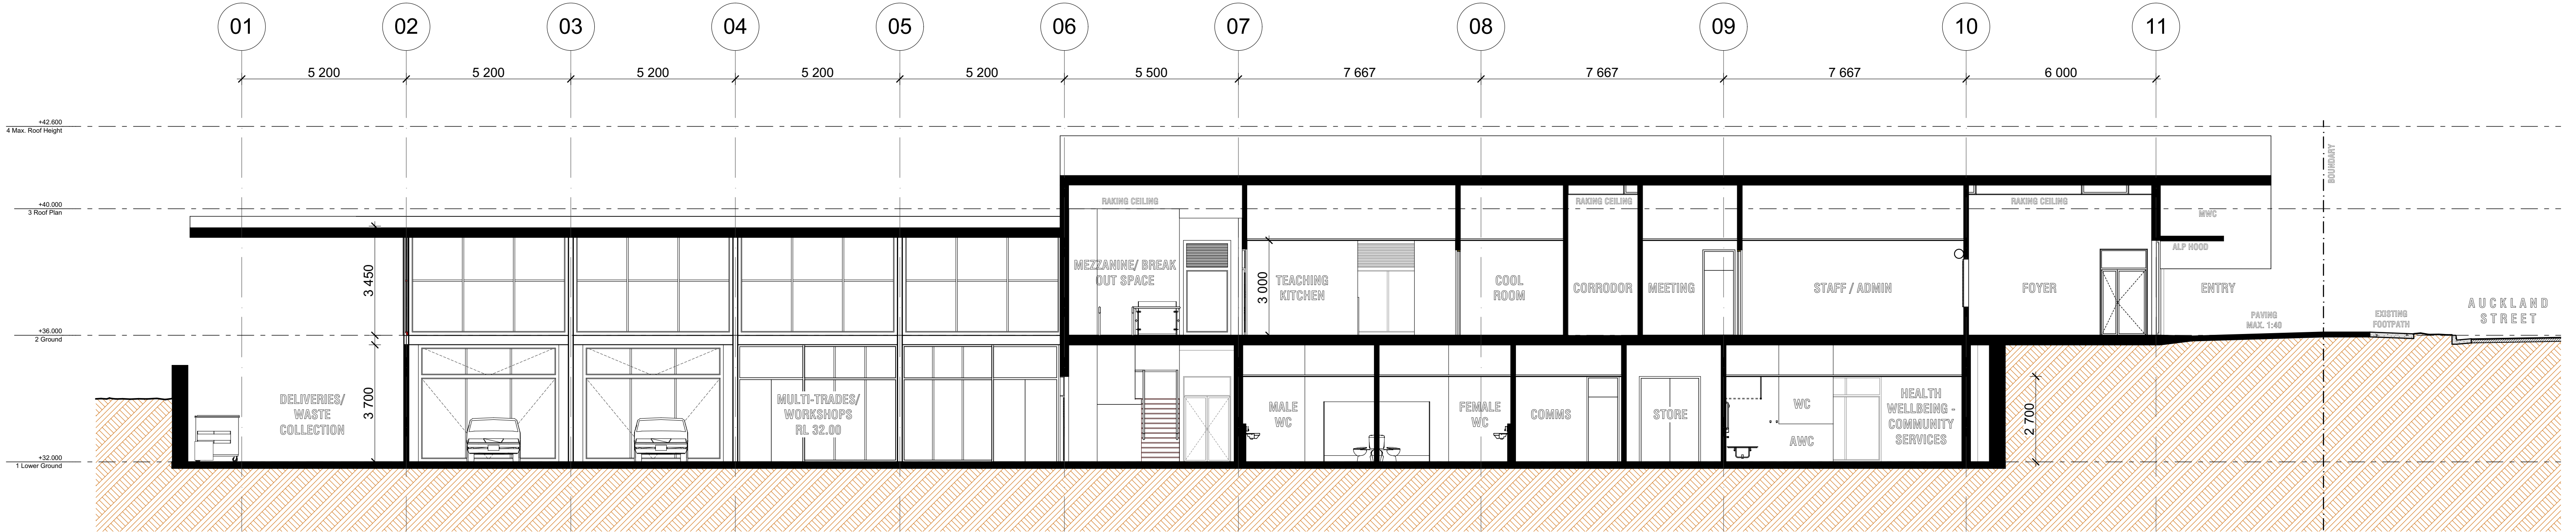 01 02 03 04 05 06 07 08 09 10 11
5 200 5 200 5 200 5 200 5 200 5 500 7 667 7 667 7 667 6 000
+42.600
4 Max. Roof Height
BOUNDARY
+40.000
3 Roof Plan
RAKING CEILING
RAKING CEILING
RAKING CEILING
MWC
ALP HOOD
3 450
MEZZANINE/ BREAK
OUT SPACE
3 000
TEACHING
KITCHEN
COOL
ROOM
CORRODOR
MEETING
STAFF / ADMIN
FOYER
ENTRY
PAVING
MAX. 1:40
EXISTING
FOOTPATH
AUCKLAND
STREET
+36.000
2 Ground
3 700
DELIVERIES/
WASTE
COLLECTION
MULTI-TRADES/
WORKSHOPS
RL 32.00
MALE
WC
FEMALE
WC
COMMS
STORE
WC
AWC
HEALTH
WELLBEING -
COMMUNITY
SERVICES
2 700
+32.000
1 Lower Ground